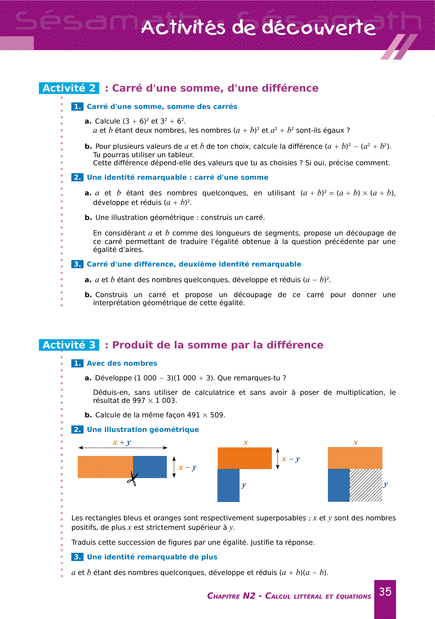 Sésamath Sésamath Sésamath
Activités de découverte
Activité 2 : Carré d'une somme, d'une différence
1. Carré d'une somme, somme des carrés
a. Calcule (3 + 6)² et 3² + 6².
a et b étant deux nombres, les nombres (a + b)² et a² + b² sont-ils égaux ?
b. Pour plusieurs valeurs de a et b de ton choix, calcule la différence (a + b)² − (a² + b²).
Tu pourras utiliser un tableur.
Cette différence dépend-elle des valeurs que tu as choisies ? Si oui, précise comment.
2. Une identité remarquable : carré d'une somme
a. a et b étant des nombres quelconques, en utilisant (a + b)² = (a + b) × (a + b),
développe et réduis (a + b)².
b. Une illustration géométrique : construis un carré.
En considérant a et b comme des longueurs de segments, propose un découpage de
ce carré permettant de traduire l'égalité obtenue à la question précédente par une
égalité d'aires.
3. Carré d'une différence, deuxième identité remarquable
a. a et b étant des nombres quelconques, développe et réduis (a − b)².
b. Construis un carré et propose un découpage de ce carré pour donner une
interprétation géométrique de cette égalité.
Activité 3 : Produit de la somme par la différence
1. Avec des nombres
a. Développe (1 000 − 3)(1 000 + 3). Que remarques-tu ?
Déduis-en, sans utiliser de calculatrice et sans avoir à poser de multiplication, le
résultat de 997 × 1 003.
b. Calcule de la même façon 491 × 509.
2. Une illustration géométrique
x + y
x
x
x − y
x − y
y
y
Les rectangles bleus et oranges sont respectivement superposables ; x et y sont des nombres
positifs, de plus x est strictement supérieur à y.
Traduis cette succession de figures par une égalité. Justifie ta réponse.
3. Une identité remarquable de plus
a et b étant des nombres quelconques, développe et réduis (a + b)(a − b).
Chapitre N2 - Calcul littéral et équations 35